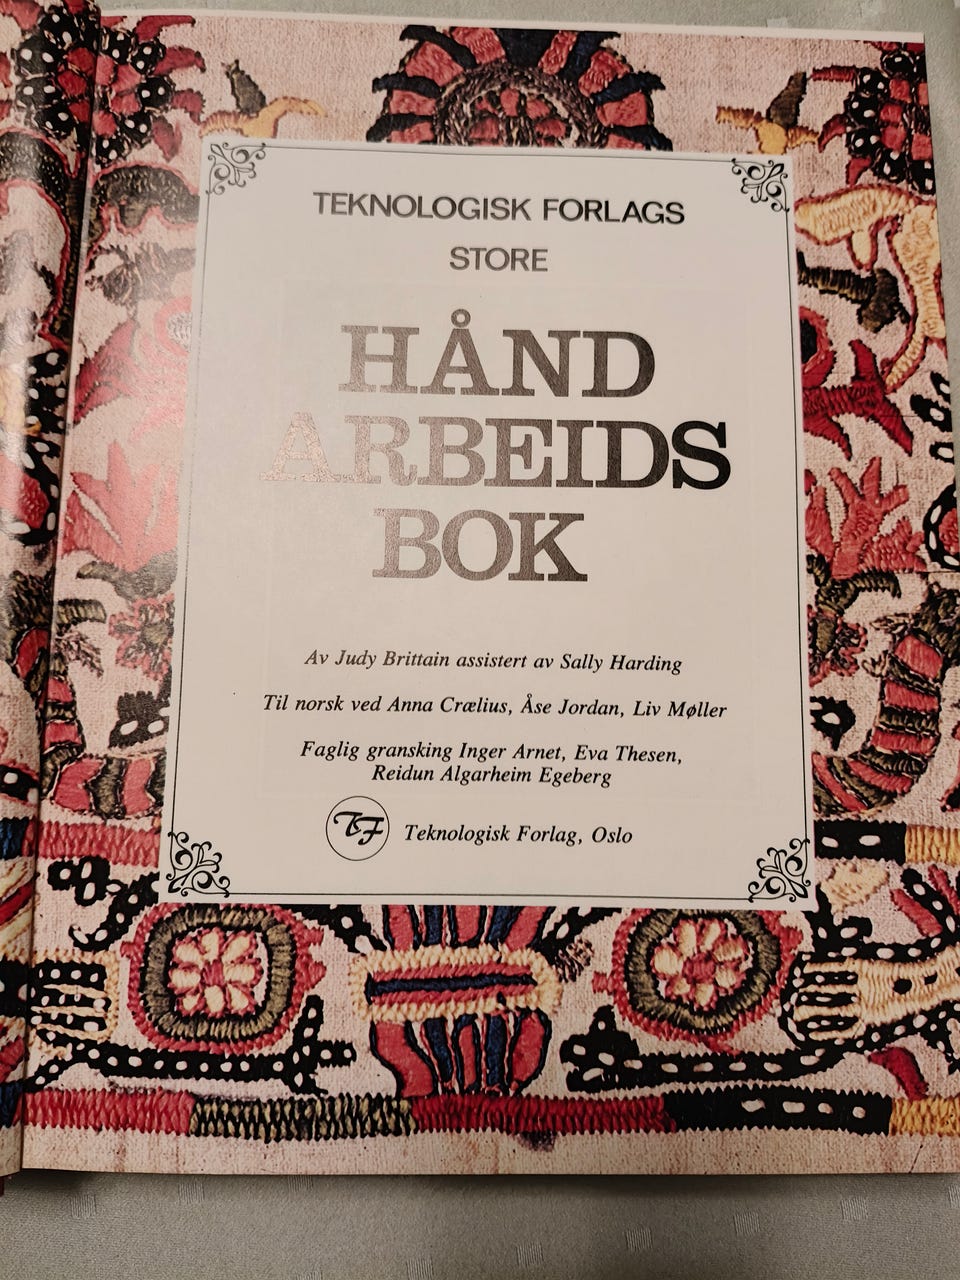 TEKNOLOGISK FORLAGS
STORE
HÅND
ARBEIDS
BOK
Av Judy Brittain assistert av Sally Harding
Til norsk ved Anna Crælius, Åse Jordan, Liv Møller
Faglig gransking Inger Arnet, Eva Thesen,
Reidun Algarheim Egeberg
TF Teknologisk Forlag, Oslo